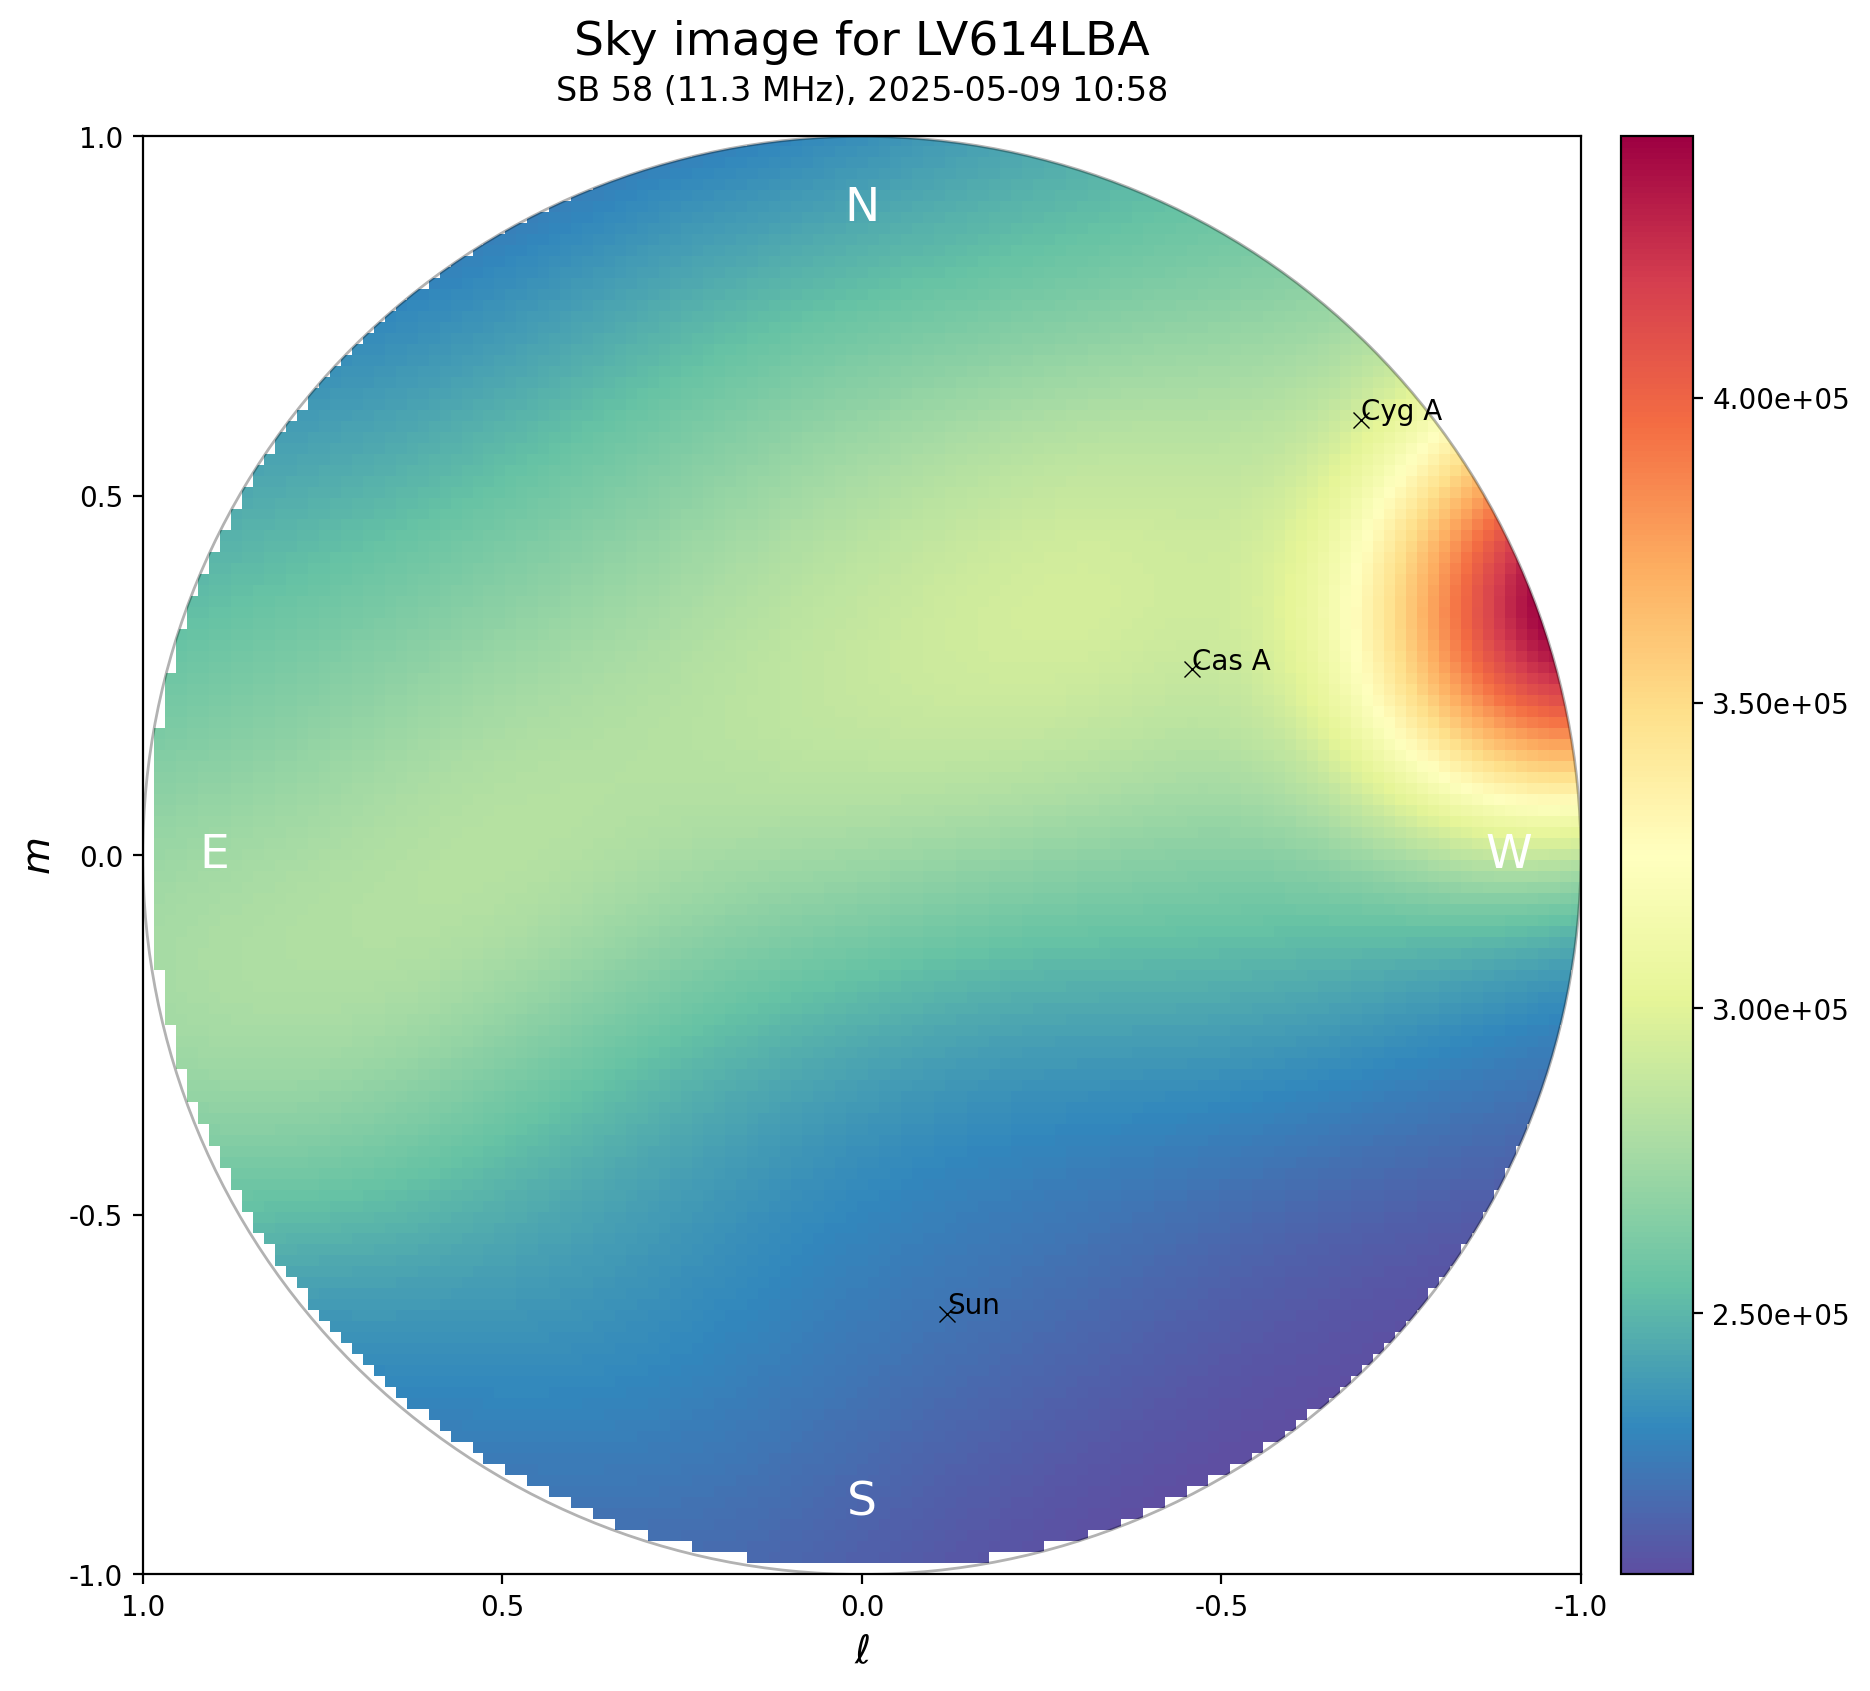 Sky image for LV614LBA
SB 58 (11.3 MHz), 2025-05-09 10:58
1.0
0.5
0.0
-0.5
-1.0
m
N
E
W
S
Cyg A
Cas A
Sun
1.0
0.5
0.0
-0.5
-1.0
ℓ
4.00e+05
3.50e+05
3.00e+05
2.50e+05